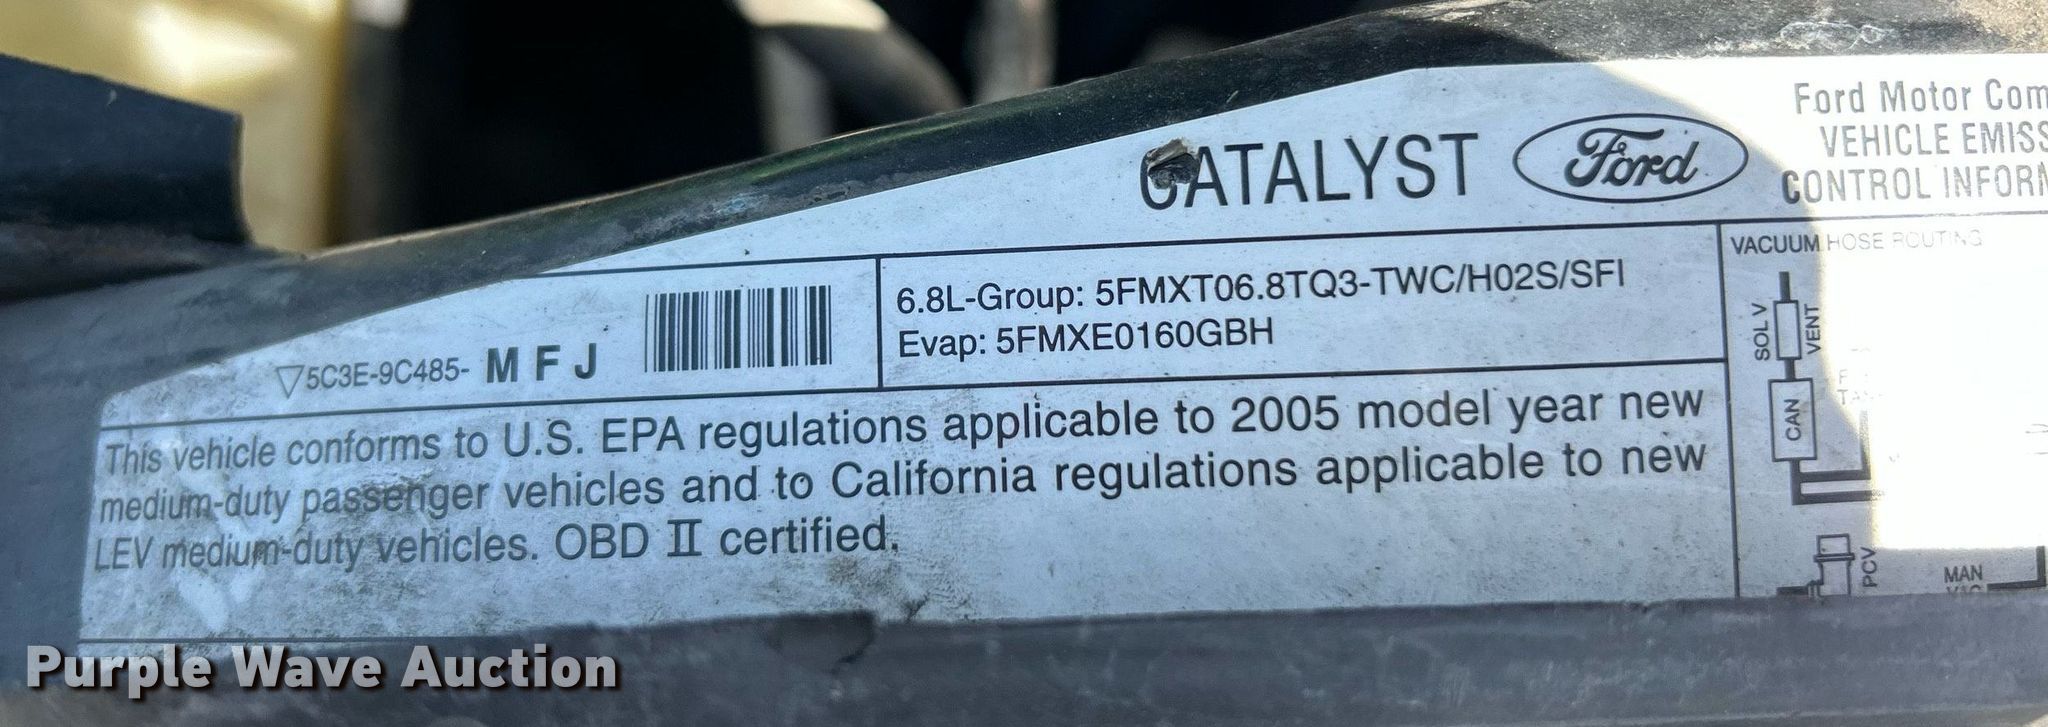 CATALYST
Ford
Ford Motor Com
VEHICLE EMISS
CONTROL INFORM
▽5C3E-9C485- MFJ
6.8L-Group: 5FMXT06.8TQ3-TWC/H02S/SFI
Evap: 5FMXE0160GBH
This vehicle conforms to U.S. EPA regulations applicable to 2005 model year new
medium-duty passenger vehicles and to California regulations applicable to new
LEV medium-duty vehicles. OBD II certified.
VACUUM HOSE ROUTING
SOL V
VENT
CAN
PCV
MAN
VAC
Purple Wave Auction